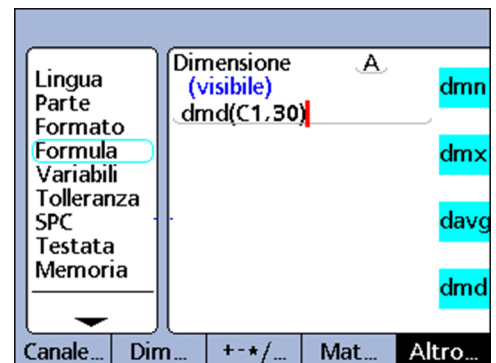 Lingua
Parte
Formato
Formula
Variabili
Tolleranza
SPC
Testata
Memoria
Dimensione A
(visibile)
dmd(C1,30)
dmn
dmx
davg
dmd
Canale... Dim... +-*/... Mat... Altro...